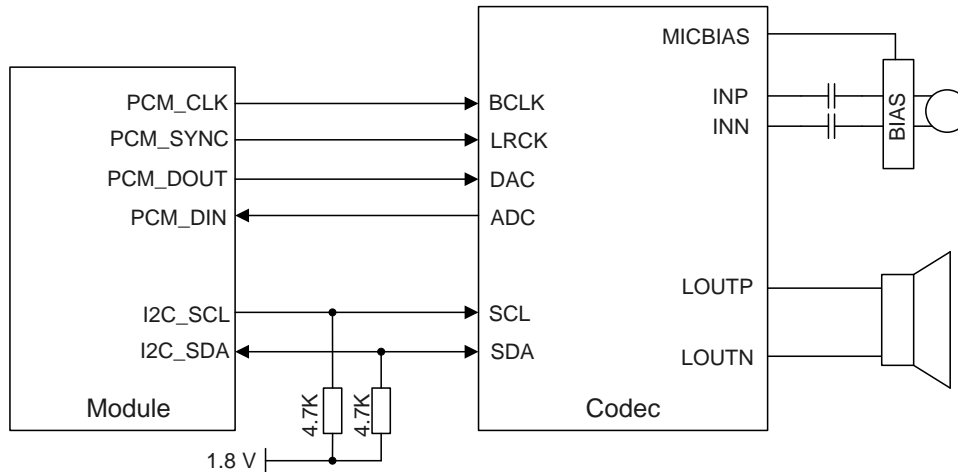 MICBIAS
PCM_CLK
BCLK
INP
PCM_SYNC
LRCK
INN
BIAS
PCM_DOUT
DAC
PCM_DIN
ADC
LOUTP
I2C_SCL
SCL
I2C_SDA
SDA
LOUTN
4.7K
4.7K
Module
Codec
1.8 V